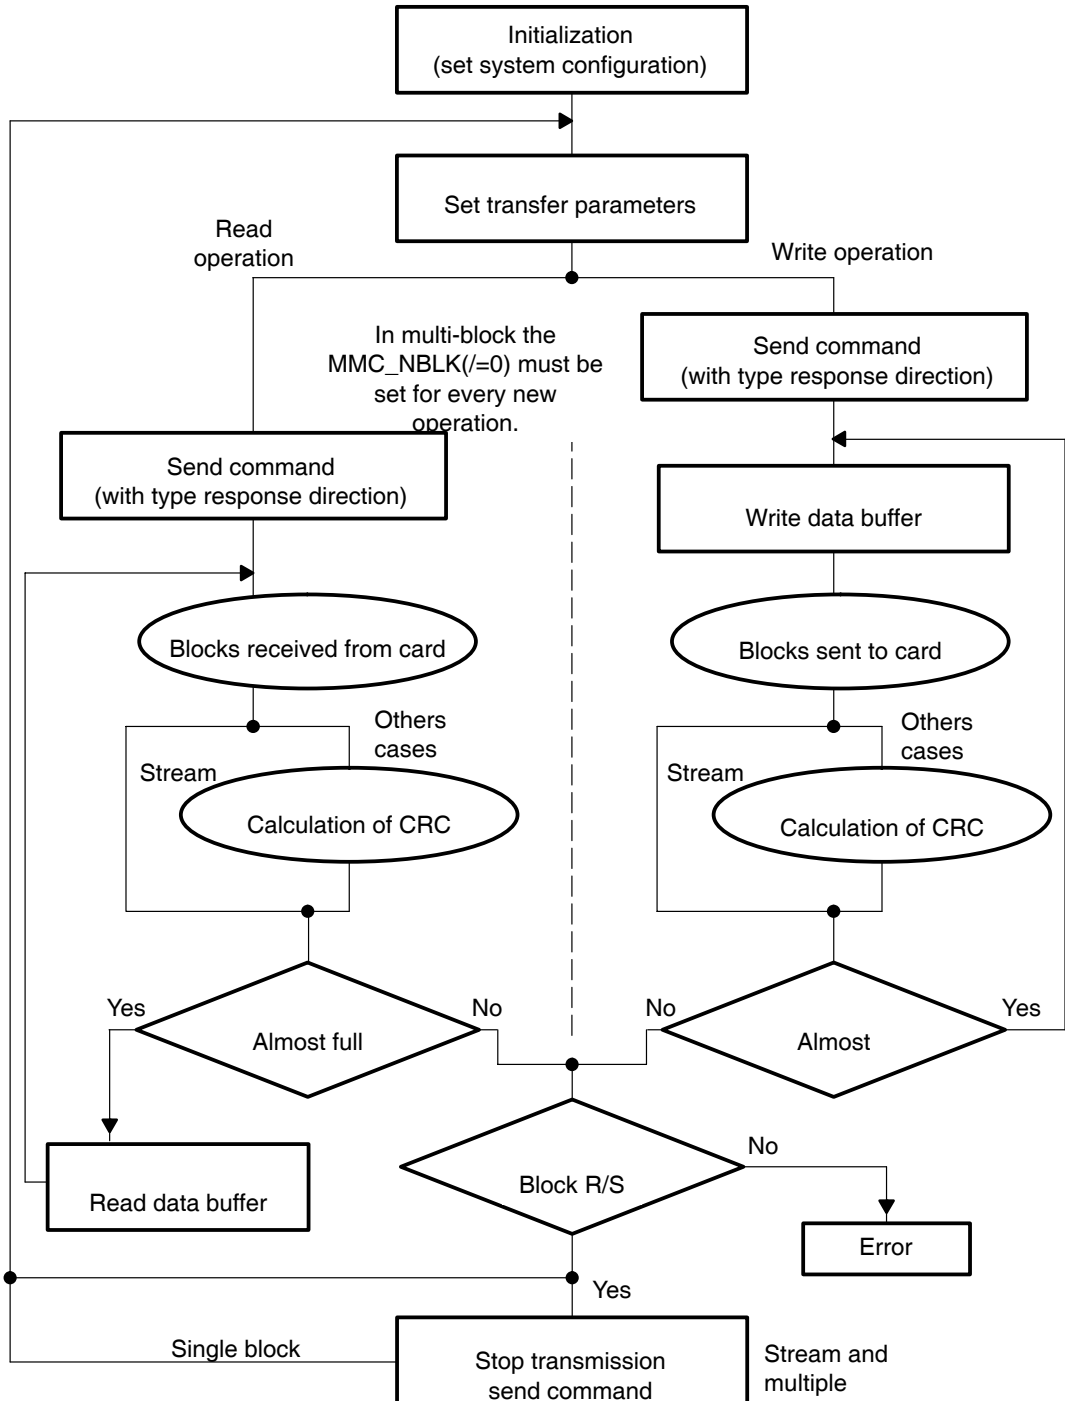 Initialization
(set system configuration)
Set transfer parameters
Read
operation
Write operation
In multi-block the
MMC_NBLK(/=0) must be
set for every new
operation.
Send command
(with type response direction)
Send command
(with type response direction)
Write data buffer
Blocks received from card
Blocks sent to card
Others
cases
Stream
Calculation of CRC
Others
cases
Stream
Calculation of CRC
Yes
Almost full
No
No
Almost
Yes
Block R/S
No
Read data buffer
Error
Yes
Single block
Stop transmission
send command
Stream and
multiple